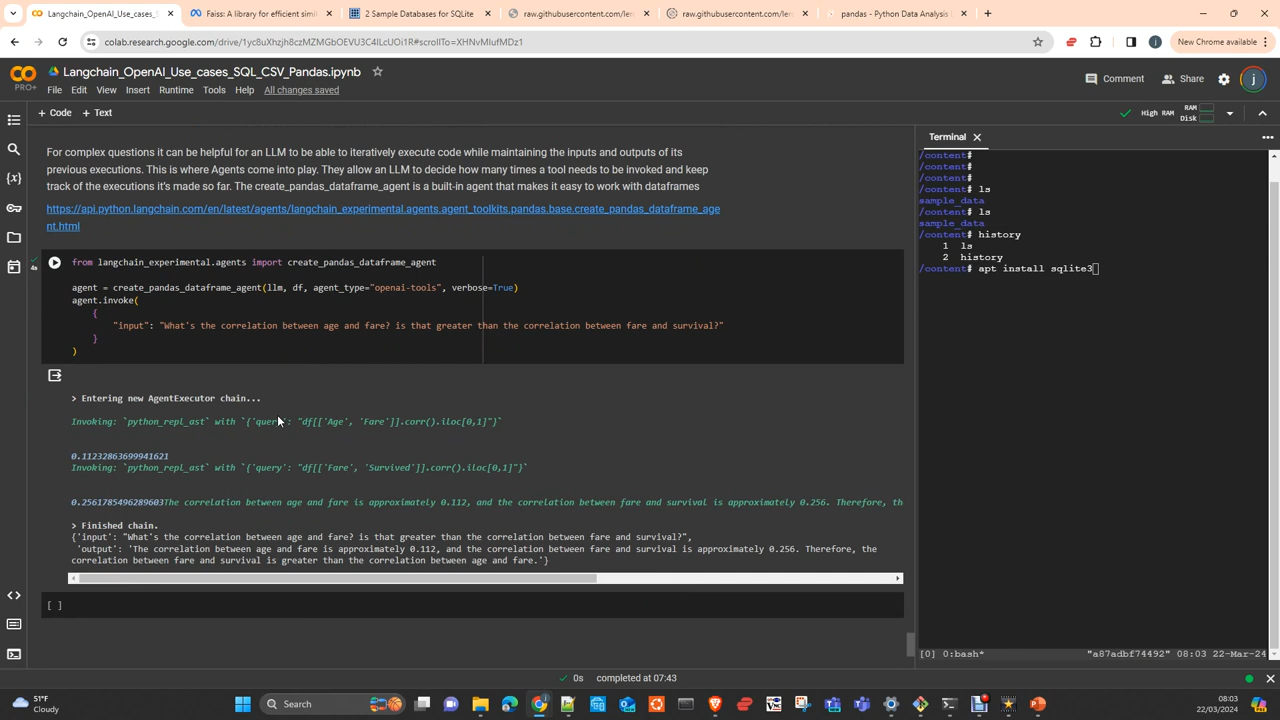 Langchain_OpenAI_Use_cases_SQL
Faiss: A library for efficient simil
2 Sample Databases for SQLite
raw.githubusercontent.com/ler
raw.githubusercontent.com/ler
pandas - Python Data Analysis
colab.research.google.com/drive/1yc8uXhzjh8czMZMGbOEVU3C4ILcUOi1R#scrollTo=XHNvMIufMDz1
New Chrome available
Langchain_OpenAI_Use_cases_SQL_CSV_Pandas.ipynb
PRO+
File Edit View Insert Runtime Tools Help All changes saved
Comment Share
+ Code + Text
High RAM RAM
Disk
For complex questions it can be helpful for an LLM to be able to iteratively execute code while maintaining the inputs and outputs of its
previous executions. This is where Agents come into play. They allow an LLM to decide how many times a tool needs to be invoked and keep
track of the executions it's made so far. The create_pandas_dataframe_agent is a built-in agent that makes it easy to work with dataframes
https://api.python.langchain.com/en/latest/agents/langchain_experimental.agents.agent_toolkits.pandas.base.create_pandas_dataframe_age
nt.html
4s
from langchain_experimental.agents import create_pandas_dataframe_agent
agent = create_pandas_dataframe_agent(llm, df, agent_type="openai-tools", verbose=True)
agent.invoke(
{
"input": "What's the correlation between age and fare? is that greater than the correlation between fare and survival?"
}
)
> Entering new AgentExecutor chain...
Invoking: `python_repl_ast` with `{'query': "df[['Age', 'Fare']].corr().iloc[0,1]"}`
0.11232863699941621
Invoking: `python_repl_ast` with `{'query': "df[['Fare', 'Survived']].corr().iloc[0,1]"}`
0.2561785496289603The correlation between age and fare is approximately 0.112, and the correlation between fare and survival is approximately 0.256. Therefore, th
> Finished chain.
{'input': "What's the correlation between age and fare? is that greater than the correlation between fare and survival?",
'output': 'The correlation between age and fare is approximately 0.112, and the correlation between fare and survival is approximately 0.256. Therefore, the
correlation between fare and survival is greater than the correlation between age and fare.'}
[ ]
Terminal
/content#
/content#
/content#
/content# ls
sample_data
/content# ls
sample_data
/content# history
1 ls
2 history
/content# apt install sqlite3
[0] 0:bash* "a87adbf74492" 08:03 22-Mar-24
0s completed at 07:43
51°F
Cloudy
Search
08:03
22/03/2024